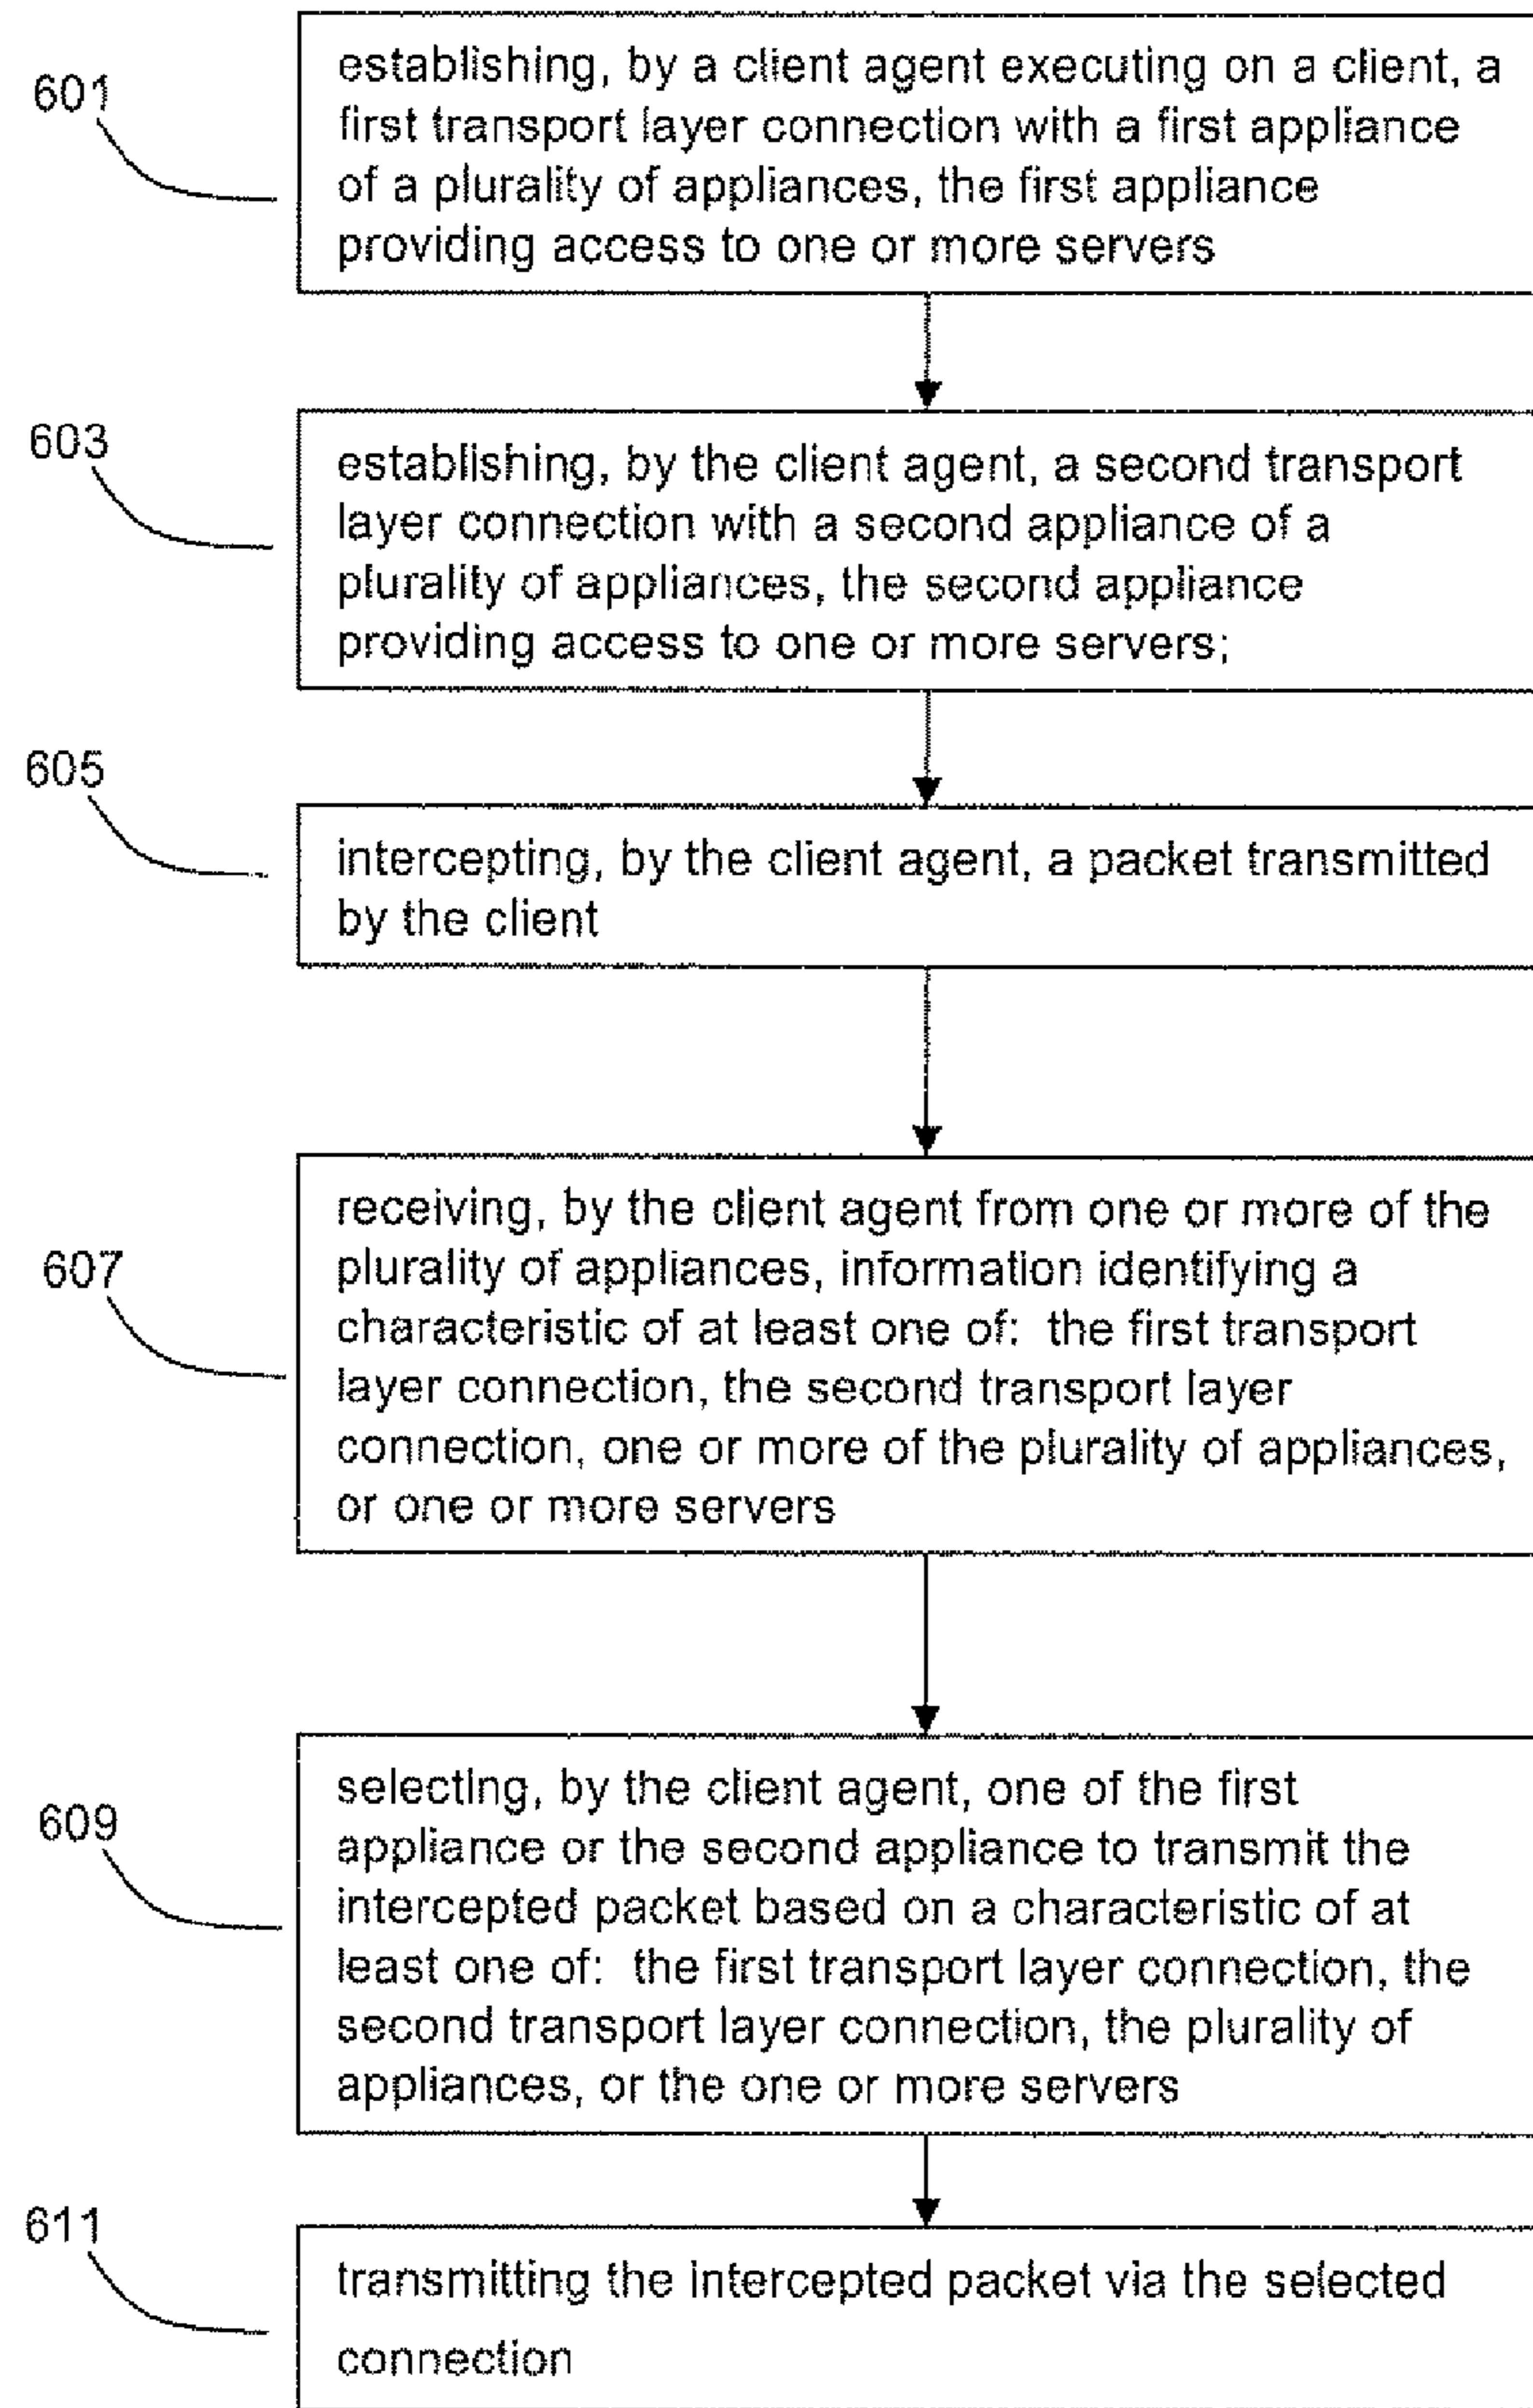 601
establishing, by a client agent executing on a client, a
first transport layer connection with a first appliance
of a plurality of appliances, the first appliance
providing access to one or more servers
603
establishing, by the client agent, a second transport
layer connection with a second appliance of a
plurality of appliances, the second appliance
providing access to one or more servers;
605
intercepting, by the client agent, a packet transmitted
by the client
607
receiving, by the client agent from one or more of the
plurality of appliances, information identifying a
characteristic of at least one of: the first transport
layer connection, the second transport layer
connection, one or more of the plurality of appliances,
or one or more servers
609
selecting, by the client agent, one of the first
appliance or the second appliance to transmit the
intercepted packet based on a characteristic of at
least one of: the first transport layer connection, the
second transport layer connection, the plurality of
appliances, or the one or more servers
611
transmitting the intercepted packet via the selected
connection